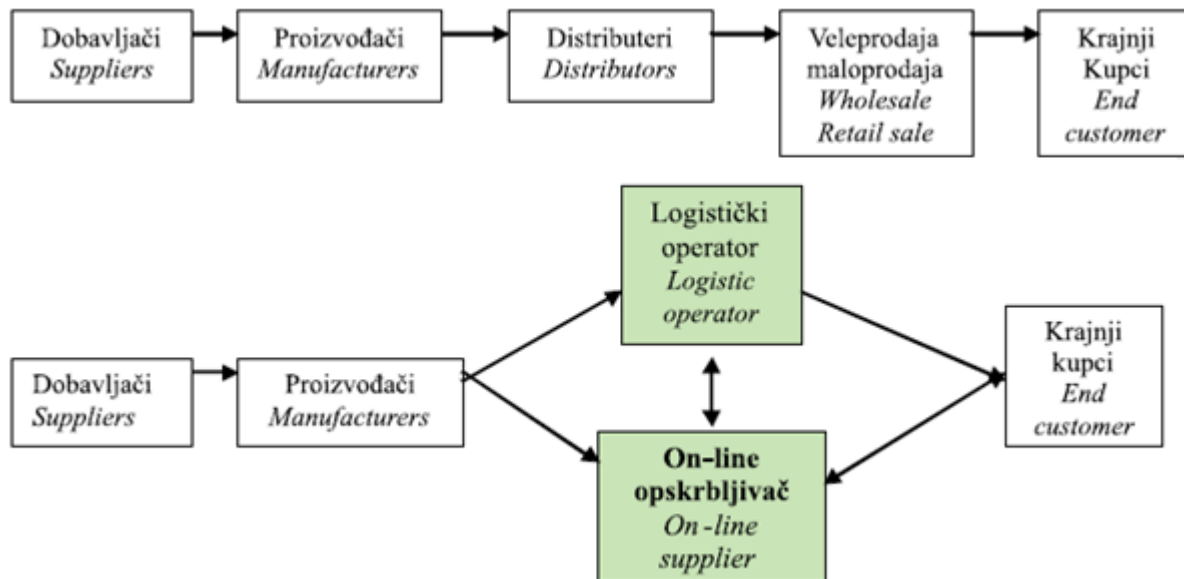 Dobavljači
Suppliers
Proizvođači
Manufacturers
Distributeri
Distributors
Veleprodaja
maloprodaja
Wholesale
Retail sale
Krajnji
Kupci
End
customer
Logistički
operator
Logistic
operator
Dobavljači
Suppliers
Proizvođači
Manufacturers
On-line
opskrbljivač
On-line
supplier
Krajnji
kupci
End
customer